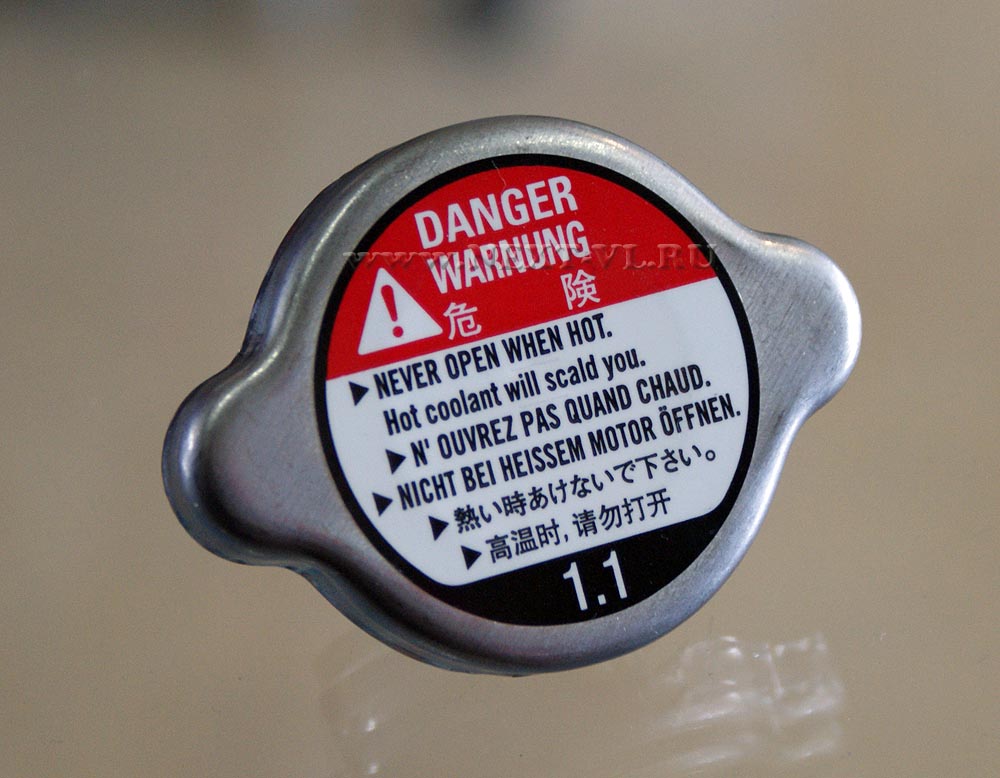 DANGER
WARNUNG
危 険
▶ NEVER OPEN WHEN HOT.
Hot coolant will scald you.
▶ N' OUVREZ PAS QUAND CHAUD.
▶ NICHT BEI HEISSEM MOTOR ÖFFNEN.
▶ 熱い時あけないで下さい。
▶ 高温时, 请勿打开
1.1